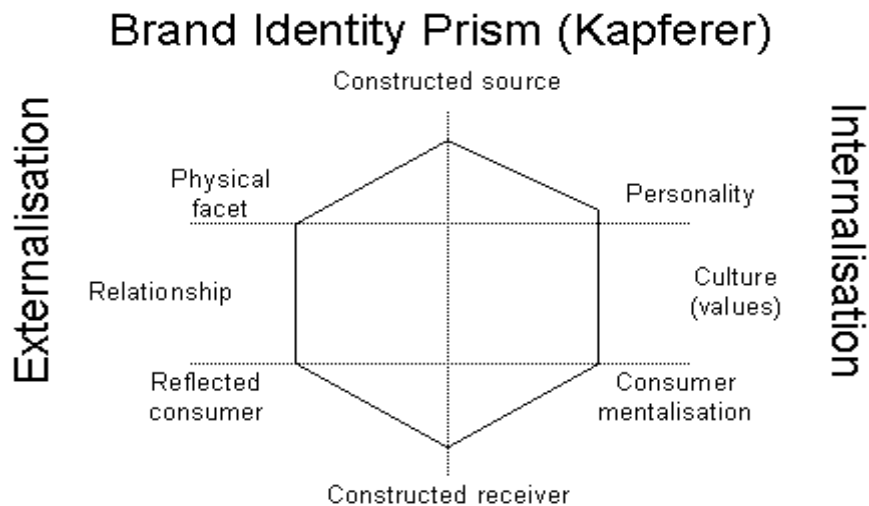 Brand Identity Prism (Kapferer)
Constructed source
Externalisation
Internalisation
Physical
facet
Personality
Relationship
Culture
(values)
Reflected
consumer
Consumer
mentalisation
Constructed receiver